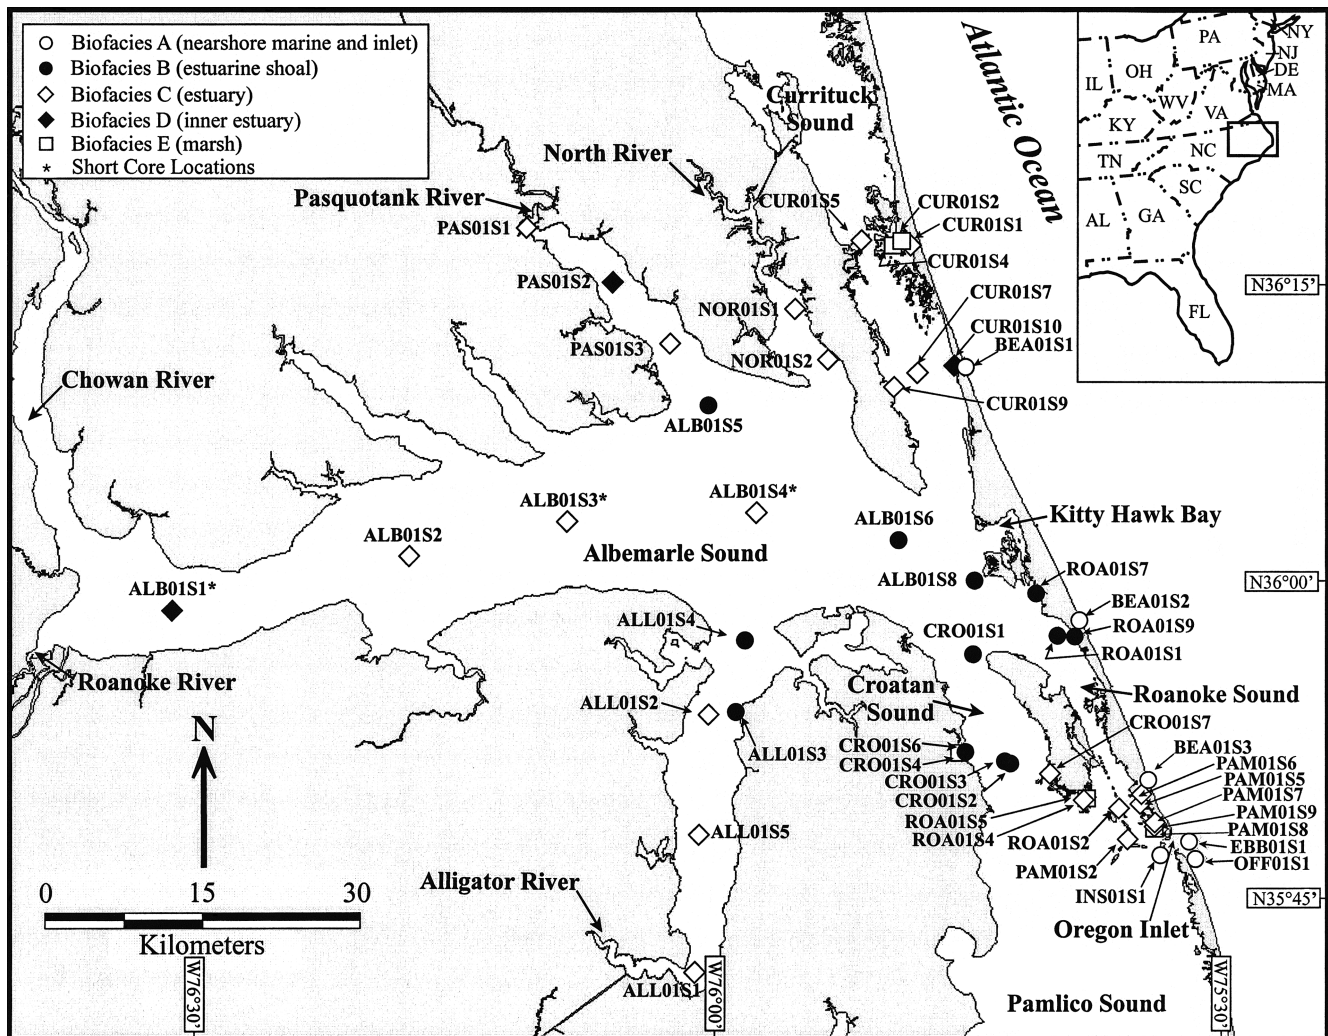 Biofacies A (nearshore marine and inlet)
Biofacies B (estuarine shoal)
Biofacies C (estuary)
Biofacies D (inner estuary)
Biofacies E (marsh)
* Short Core Locations
Atlantic Ocean
PA
NY
NJ
OH
DE
IL
MA
WV
VA
KY
NC
TN
SC
AL
GA
FL
Currituck
Sound
North River
Pasquotank River
CUR01S5
CUR01S2
PAS01S1
CUR01S1
CUR01S4
PAS01S2
N36°15'
CUR01S7
NOR01S1
CUR01S10
BEA01S1
PAS01S3
NOR01S2
Chowan River
CUR01S9
ALB01S5
ALB01S3*
ALB01S4*
ALB01S6
Kitty Hawk Bay
ALB01S2
Albemarle Sound
ROA01S7
ALB01S8
N36°00'
ALB01S1*
BEA01S2
ALL01S4
CRO01S1
ROA01S9
ROA01S1
Roanoke River
Croatan
Sound
Roanoke Sound
ALL01S2
CRO01S7
N
ALL01S3
CRO01S6
BEA01S3
CRO01S4
PAM01S6
CRO01S3
PAM01S5
CRO01S2
PAM01S7
ROA01S5
PAM01S9
ALL01S5
ROA01S4
ROA01S2
PAM01S8
EBB01S1
PAM01S2
OFF01S1
Alligator River
INS01S1
N35°45'
0 15 30
Kilometers
Oregon Inlet
ALL01S1
W76°30'
W76°00'
W75°30'
Pamlico Sound